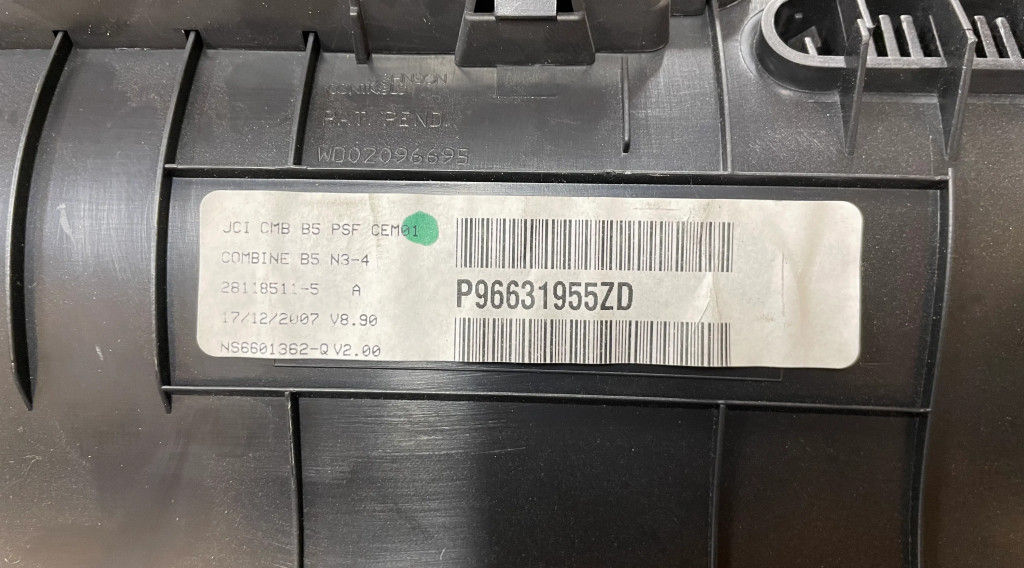 JOHNSON
CONTROLS
PAT. PEND.
WO02096695
JCI CMB B5 PSF CEM01
COMBINE B5 N3-4
28118511-5 A
17/12/2007 V8.90
NS6601362-Q V2.00
P96631955ZD